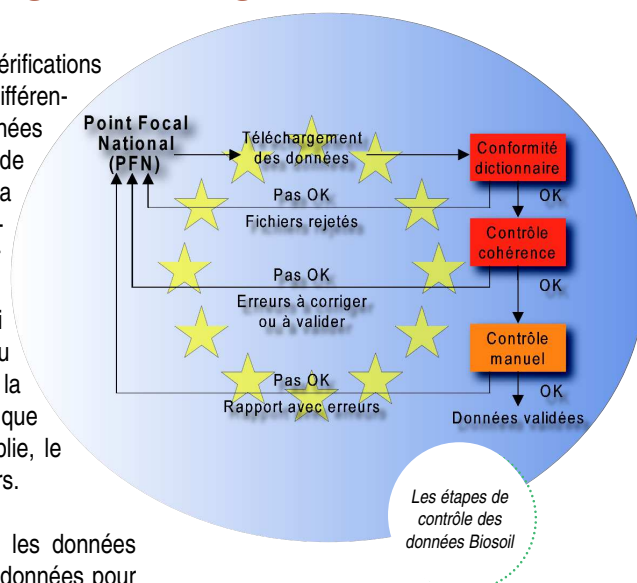 érifications
ifféren-
nées
de
a
-
i
u
la
que
blie, le
rs.
les données
données pour
Point Focal
National
(PFN)
Téléchargement
des données
Conformité
dictionnaire
OK
Pas OK
Fichiers rejetés
Contrôle
cohérence
OK
Pas OK
Erreurs à corriger
ou à valider
Contrôle
manuel
OK
Pas OK
Rapport avec erreurs
Données validées
Les étapes de
contrôle des
données Biosoil